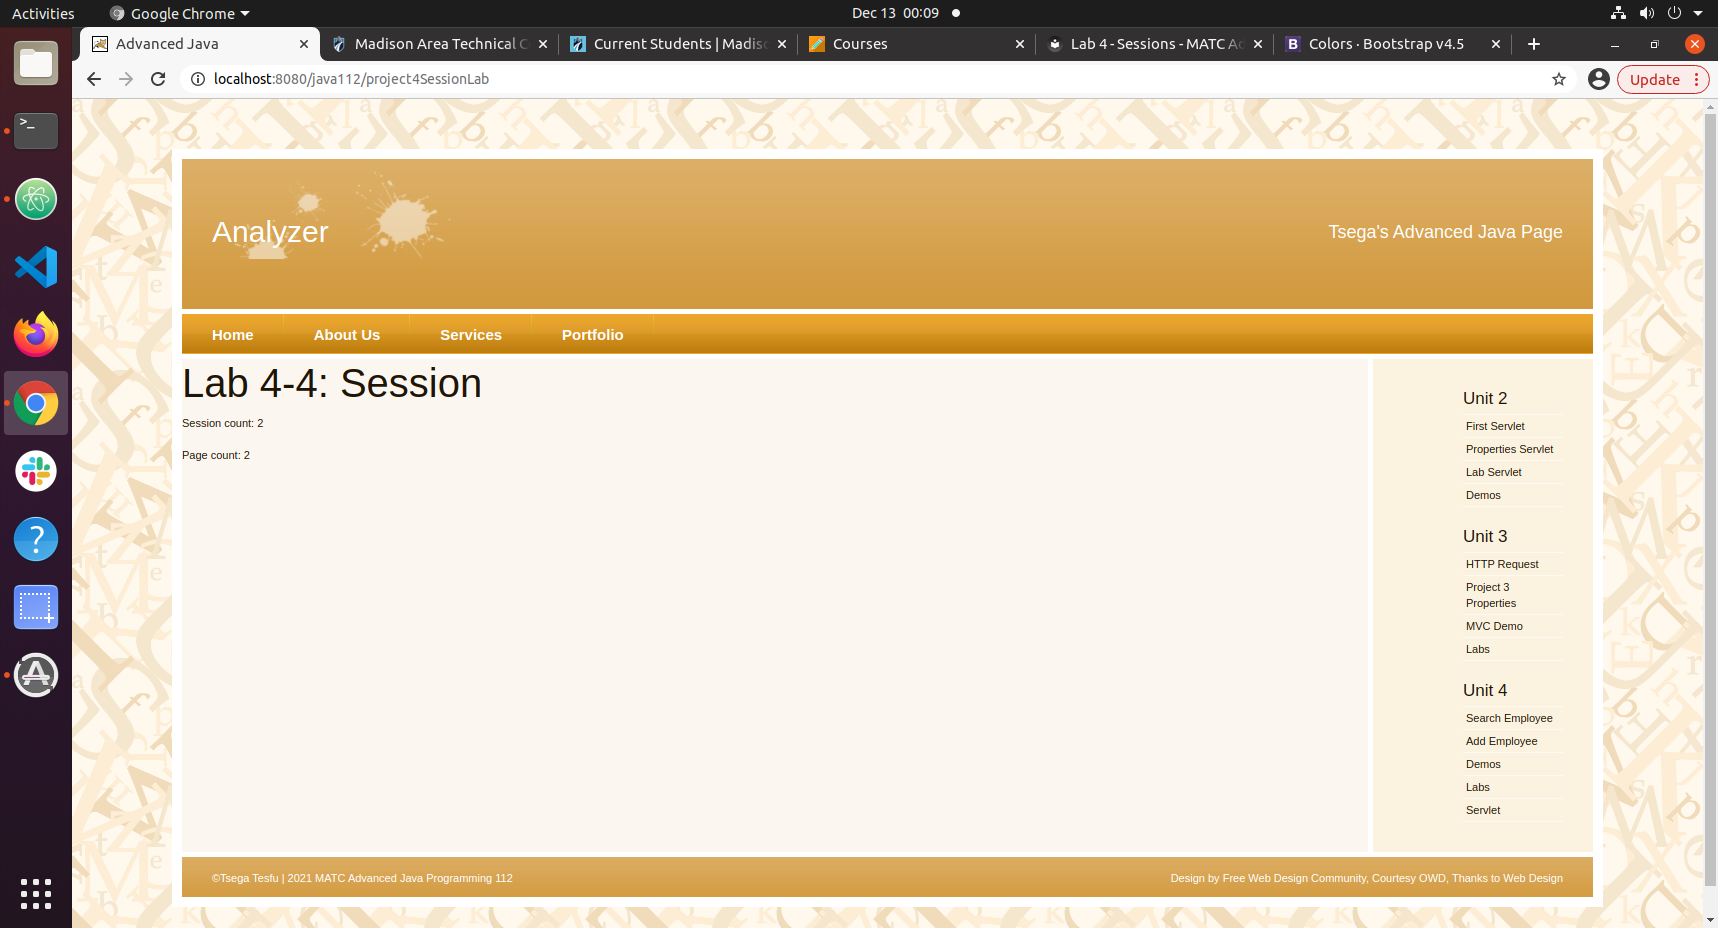 Activities
Google Chrome
Dec 13 00:09
Advanced Java
Madison Area Technical C
Current Students | Madis
Courses
Lab 4 - Sessions - MATC A
Colors · Bootstrap v4.5
localhost:8080/java112/project4SessionLab
Update
Analyzer
Tsega's Advanced Java Page
Home
About Us
Services
Portfolio
Lab 4-4: Session
Session count: 2
Page count: 2
Unit 2
First Servlet
Properties Servlet
Lab Servlet
Demos
Unit 3
HTTP Request
Project 3
Properties
MVC Demo
Labs
Unit 4
Search Employee
Add Employee
Demos
Labs
Servlet
©Tsega Tesfu | 2021 MATC Advanced Java Programming 112
Design by Free Web Design Community, Courtesy OWD, Thanks to Web Design